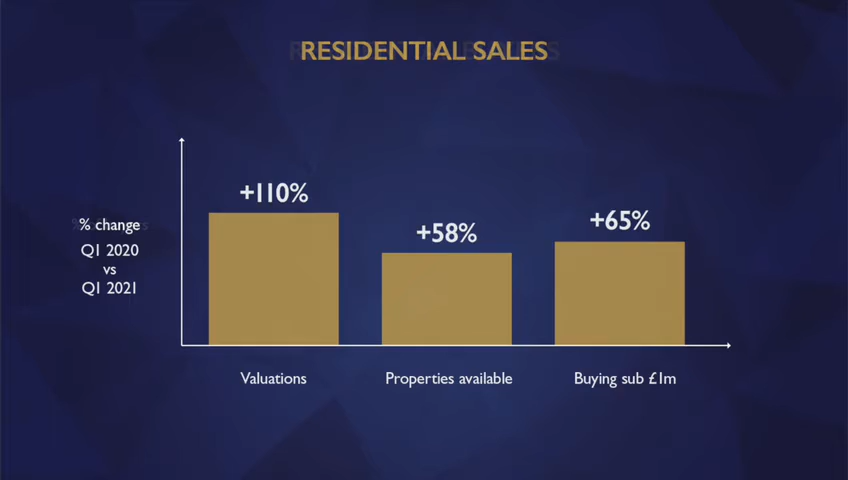 RESIDENTIAL SALES
+110%
+58%
+65%
% change
Q1 2020
vs
Q1 2021
Valuations
Properties available
Buying sub £1m